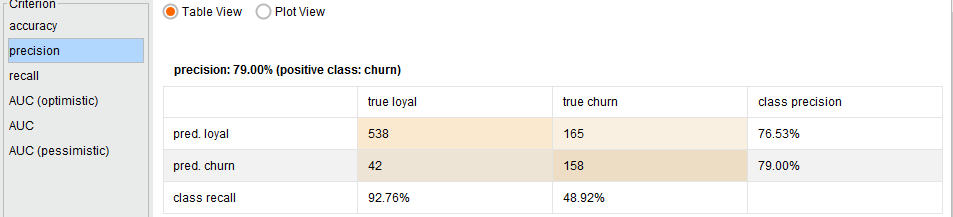 Criterion
accuracy
precision
recall
AUC (optimistic)
AUC
AUC (pessimistic)
Table View Plot View
precision: 79.00% (positive class: churn)
true loyal true churn class precision
pred. loyal 538 165 76.53%
pred. churn 42 158 79.00%
class recall 92.76% 48.92%